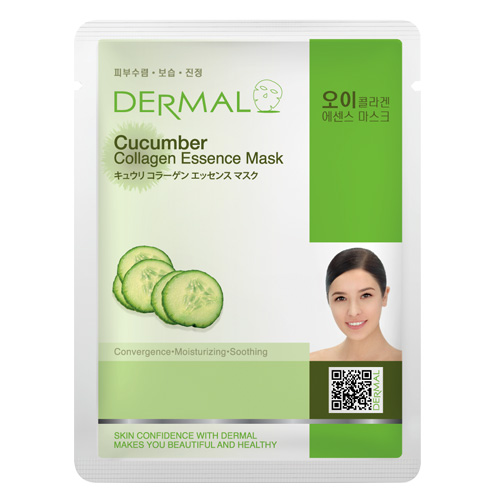 피부수렴 • 보습 • 진정
DERMAL
오이콜라겐
에센스 마스크
Cucumber
Collagen Essence Mask
キュウリ コラーゲン エッセンス マスク
Convergence•Moisturizing•Soothing
DERMAL
SKIN CONFIDENCE WITH DERMAL
MAKES YOU BEAUTIFUL AND HEALTHY